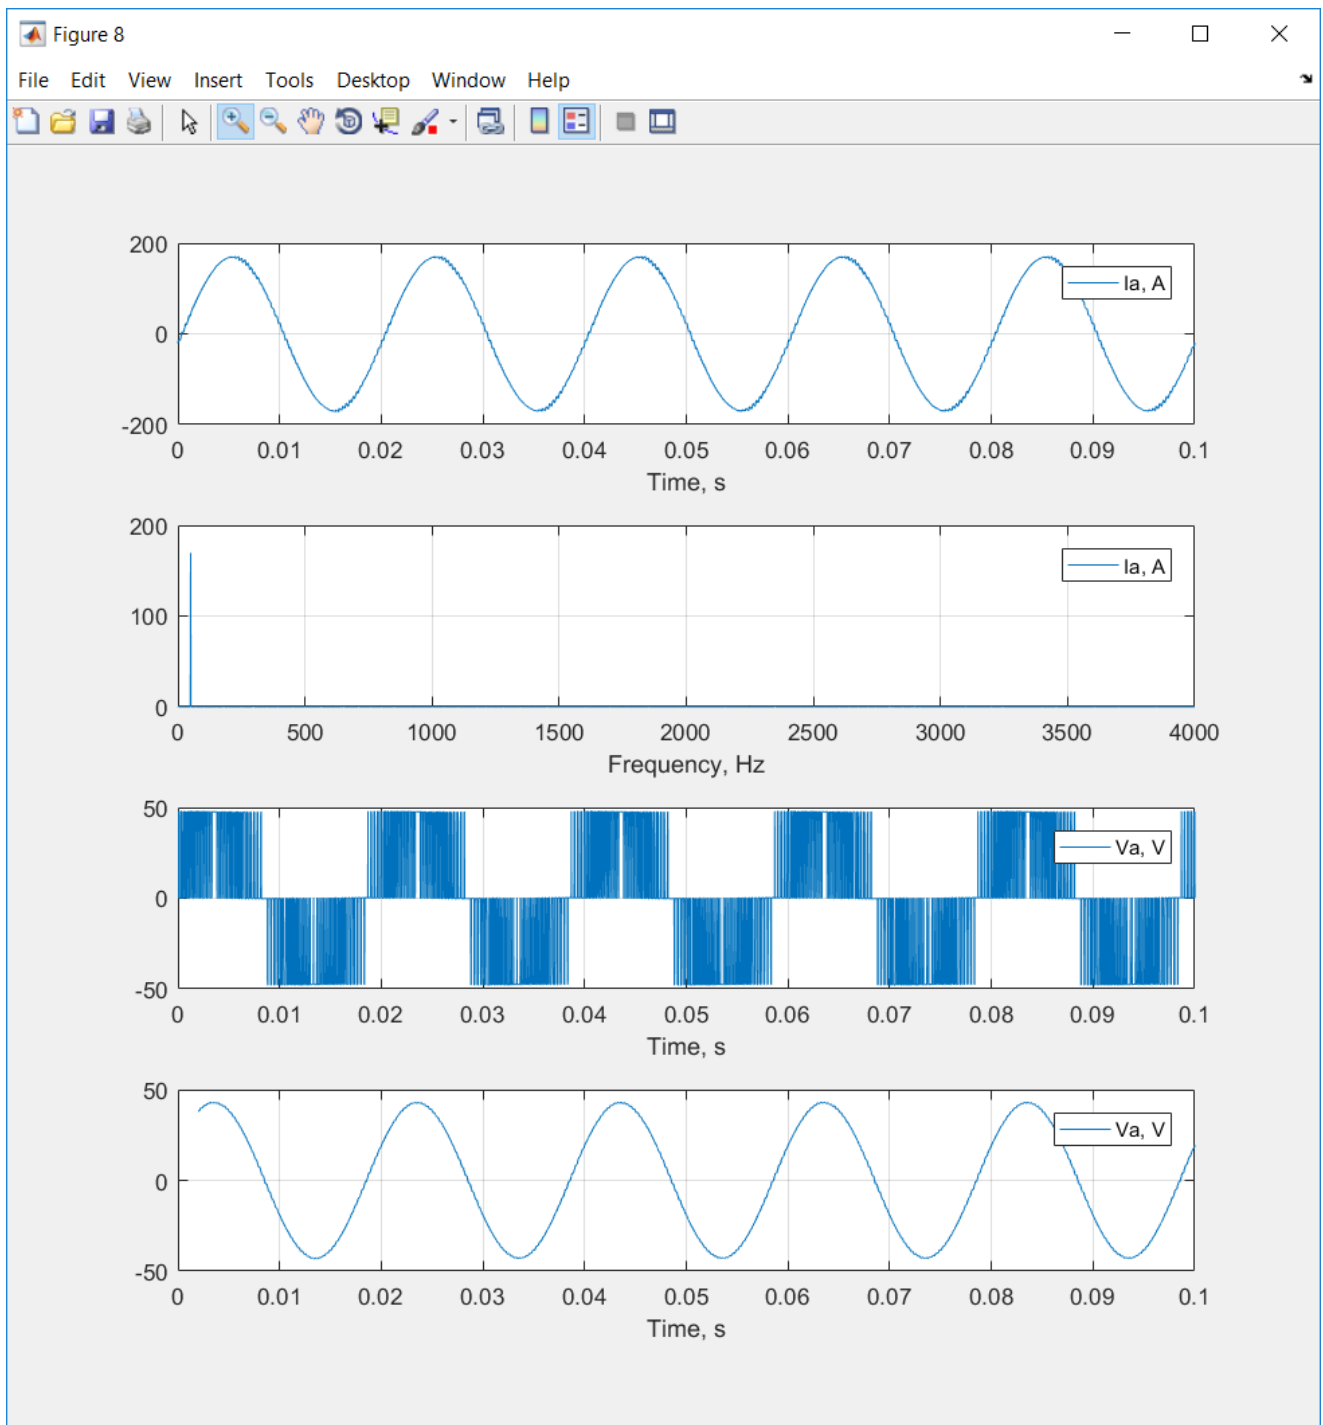 Figure 8
File Edit View Insert Tools Desktop Window Help
200
0
-200
Ia, A
0 0.01 0.02 0.03 0.04 0.05 0.06 0.07 0.08 0.09 0.1
Time, s
200
100
0
Ia, A
0 500 1000 1500 2000 2500 3000 3500 4000
Frequency, Hz
50
0
-50
Va, V
0 0.01 0.02 0.03 0.04 0.05 0.06 0.07 0.08 0.09 0.1
Time, s
50
0
-50
Va, V
0 0.01 0.02 0.03 0.04 0.05 0.06 0.07 0.08 0.09 0.1
Time, s